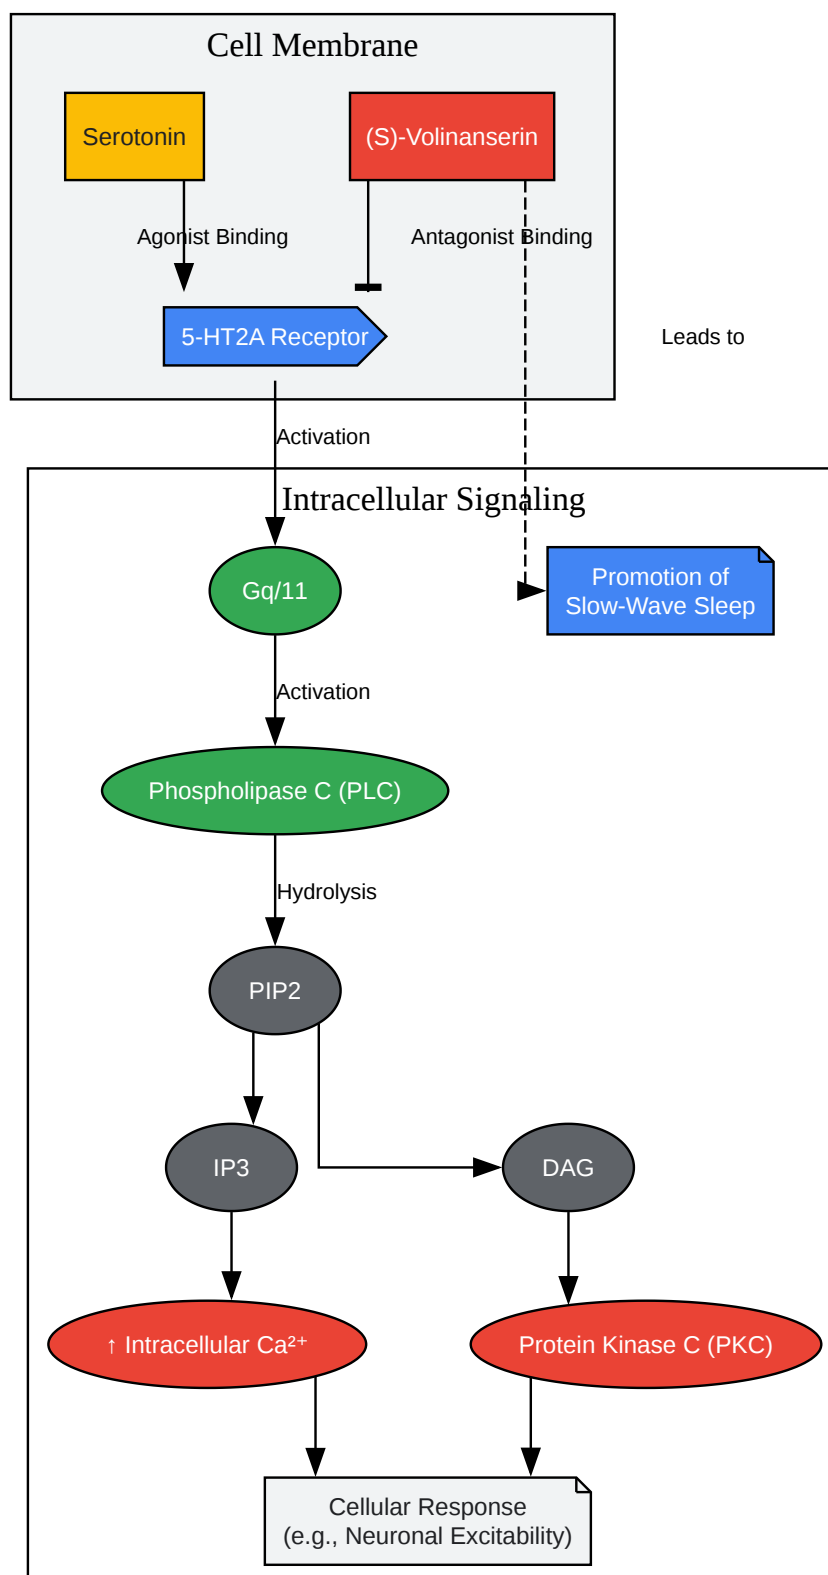 Cell Membrane
Serotonin
(S)-Volinanserin
Agonist Binding
Antagonist Binding
5-HT2A Receptor
Leads to
Activation
Intracellular Signaling
Gq/11
Promotion of
Slow-Wave Sleep
Activation
Phospholipase C (PLC)
Hydrolysis
PIP2
IP3
DAG
↑ Intracellular Ca²⁺
Protein Kinase C (PKC)
Cellular Response
(e.g., Neuronal Excitability)